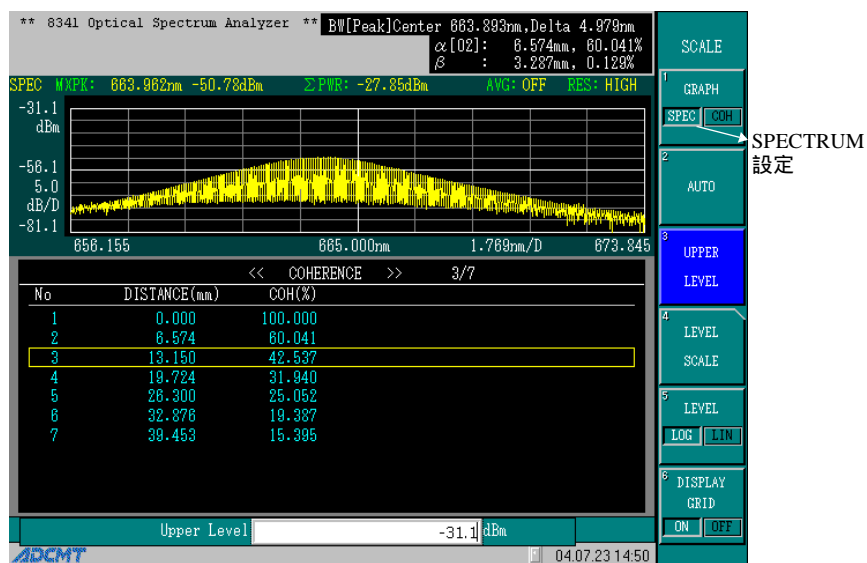 ** 8341 Optical Spectrum Analyzer ** BW[Peak]Center 663.893nm,Delta 4.979nm
α[02]: 6.574mm, 60.041%
β : 3.287mm, 0.129%
SPEC MXPK: 663.962nm -50.78dBm ΣPWR: -27.85dBm AVG: OFF RES: HIGH
-31.1
dBm
-56.1
5.0
dB/D
-81.1
656.155 665.000nm 1.769nm/D 673.845
<< COHERENCE >> 3/7
No DISTANCE(mm) COH(%)
1 0.000 100.000
2 6.574 60.041
3 13.150 42.537
4 19.724 31.940
5 26.300 25.052
6 32.876 19.387
7 39.453 15.395
Upper Level -31.1 dBm
ADCMT 04.07.23 14:50
SCALE
1 GRAPH
SPEC COH
2 AUTO
3 UPPER
LEVEL
4 LEVEL
SCALE
5 LEVEL
LOG LIN
6 DISPLAY
GRID
ON OFF
SPECTRUM
設定